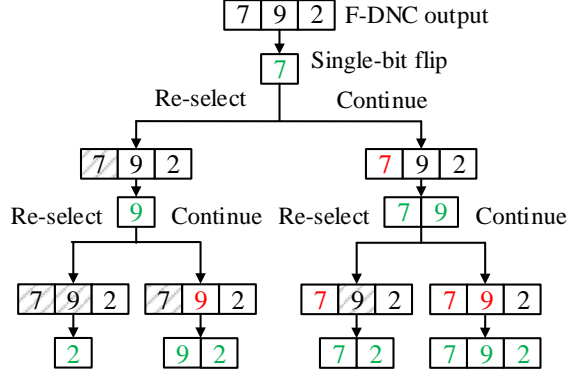 7 9 2 F-DNC output
7 Single-bit flip
Re-select Continue
7 9 2 7 9 2
Re-select 9 Continue Re-select 7 9 Continue
7 9 2 7 9 2 7 9 2 7 9 2
2 9 2 7 2 7 9 2